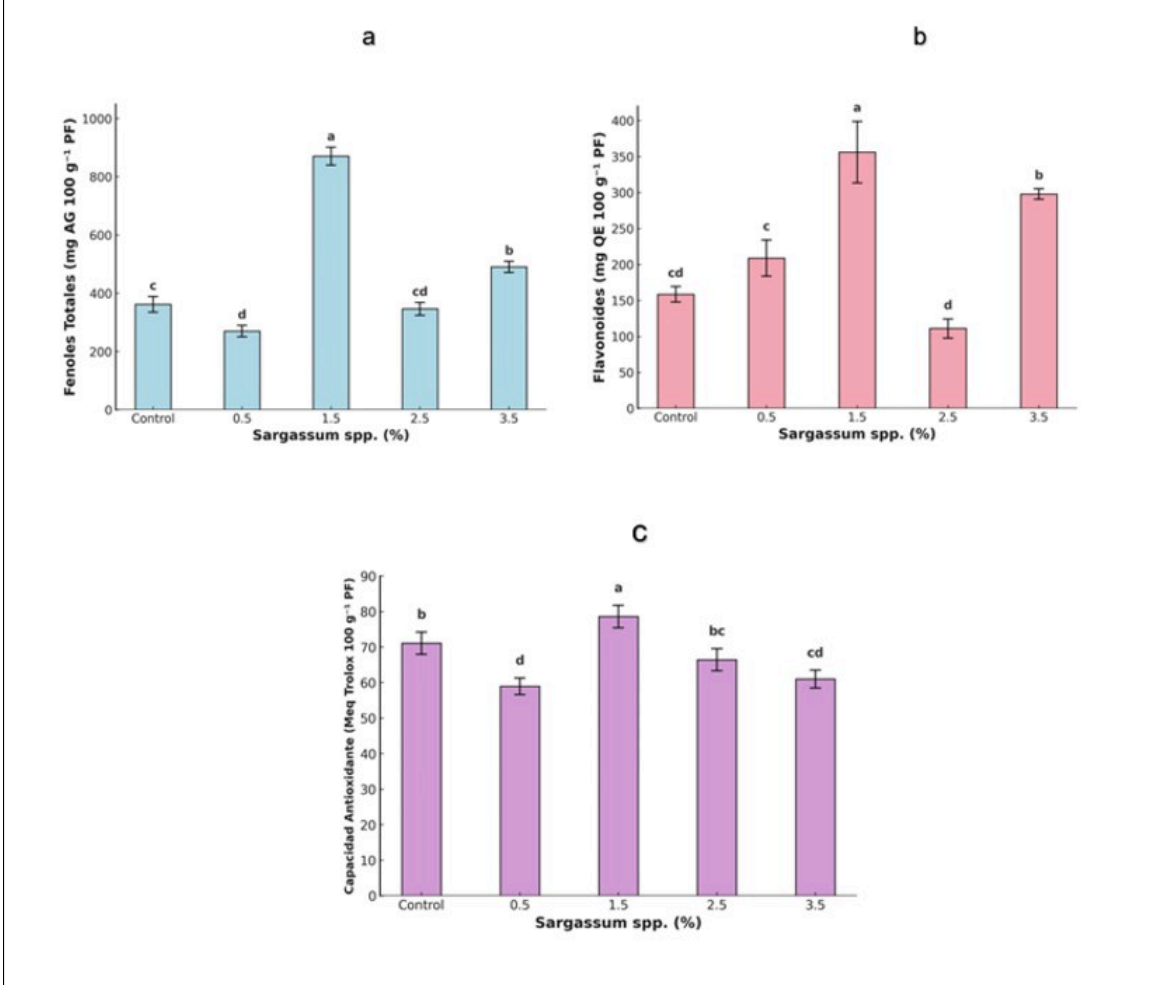 a
Fenoles Totales (mg AG 100 g⁻¹ PF)
1000
800
600
400
200
0
c
d
a
cd
b
Control 0.5 1.5 2.5 3.5
Sargassum spp. (%)
b
Flavonoides (mg QE 100 g⁻¹ PF)
400
350
300
250
200
150
100
50
0
cd
c
a
d
b
Control 0.5 1.5 2.5 3.5
Sargassum spp. (%)
c
Capacidad Antioxidante (Meq Trolox 100 g⁻¹ PF)
90
80
70
60
50
40
30
20
10
0
b
d
a
bc
cd
Control 0.5 1.5 2.5 3.5
Sargassum spp. (%)